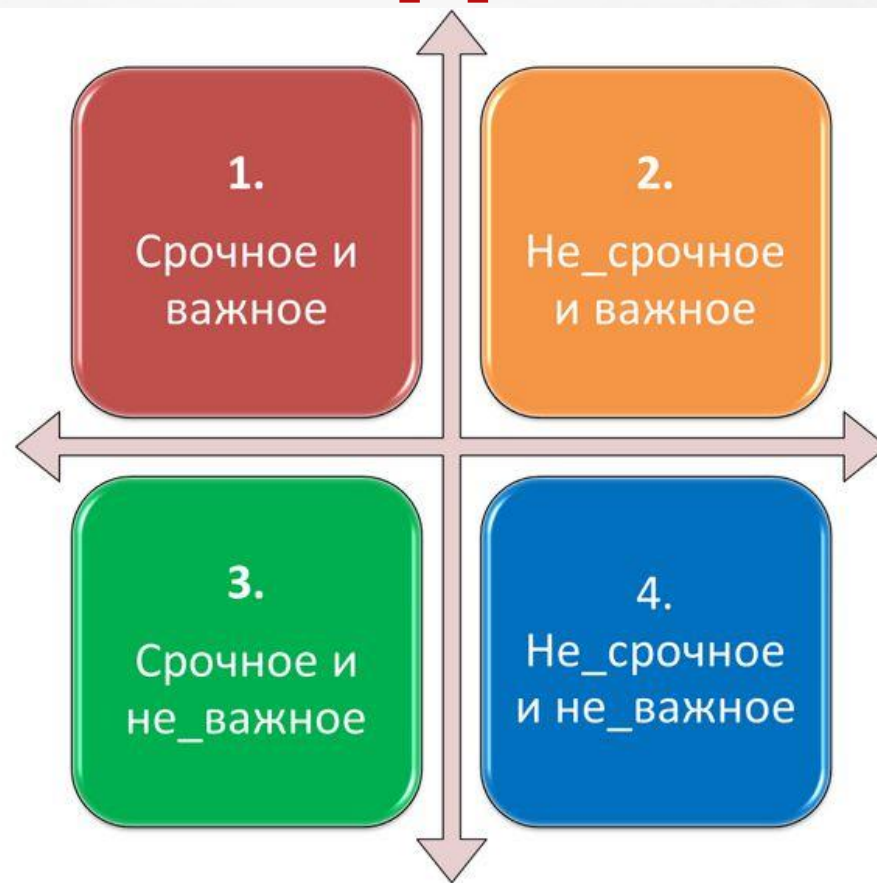 1.
Срочное и
важное
2.
Не_срочное
и важное
3.
Срочное и
не_важное
4.
Не_срочное
и не_важное